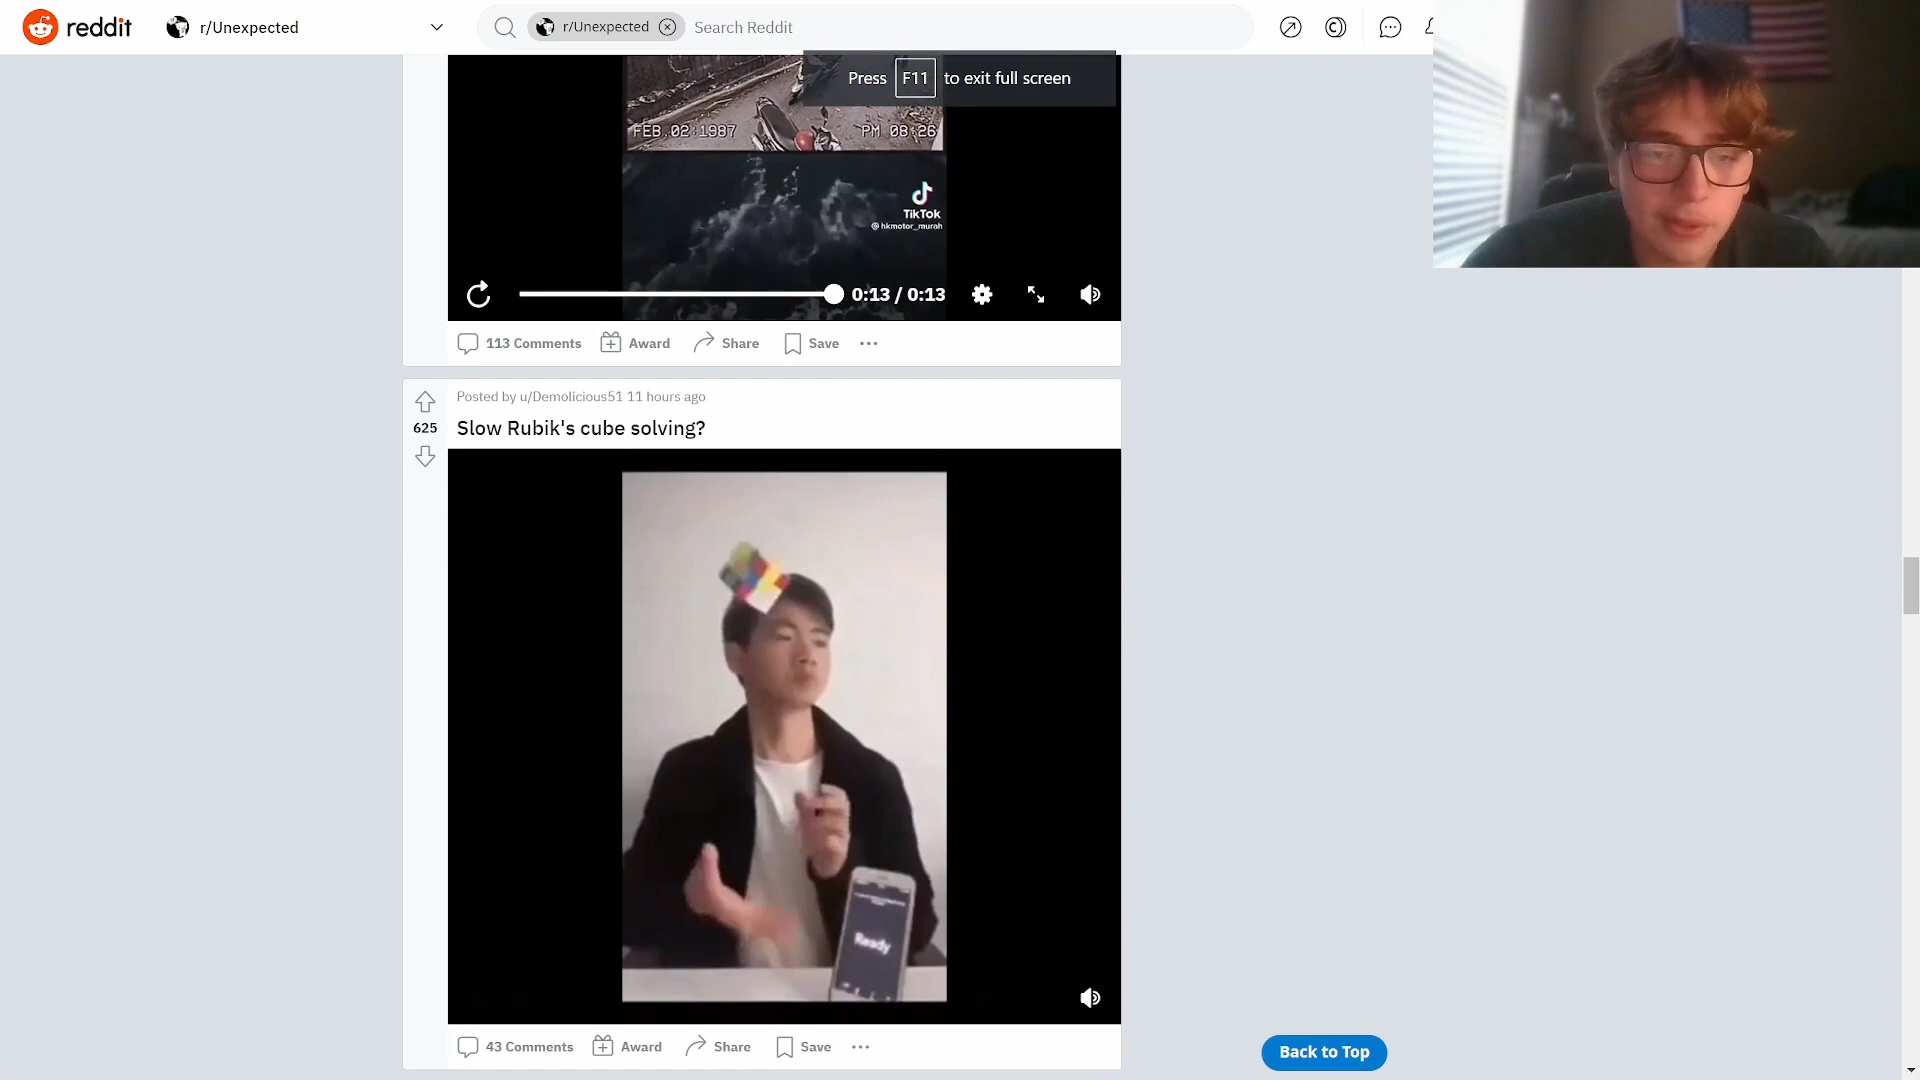 reddit
r/Unexpected
r/Unexpected
Search Reddit
Press F11 to exit full screen
FEB.02.1987
PM 08:26
TikTok
@hkmotor_murah
0:13 / 0:13
113 Comments
Award
Share
Save
Posted by u/Demolicious51 11 hours ago
625
Slow Rubik's cube solving?
Ready
43 Comments
Award
Share
Save
Back to Top